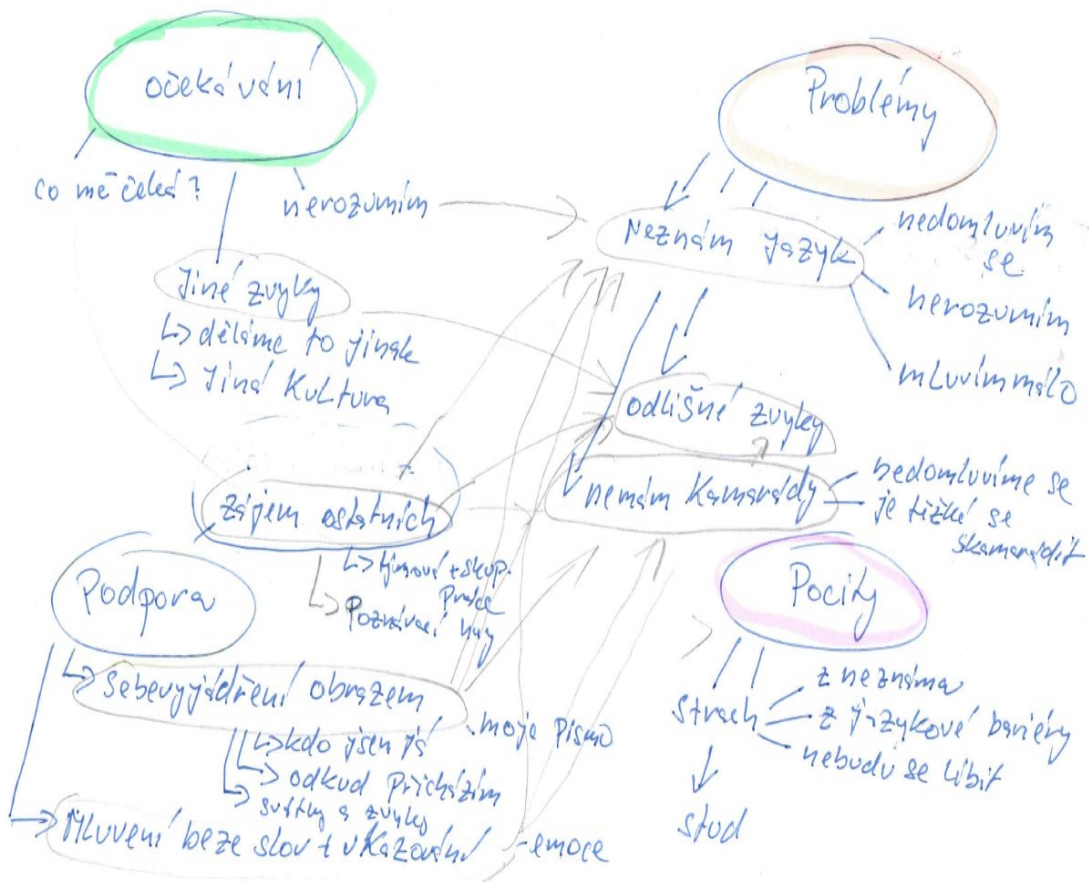 očekávání
co mě čeká?
nerozumím
Jiné zvyky
↳ děláme to jinak
↳ Jiná Kultura
Problémy
Neznám jazyk
nedomluvím
se
nerozumím
mluvím málo
odlišné zvyky
nemám Kamarády
nedomluvíme se
je těžké se
skamarádit
zájem ostatních
↳ týmová + skup.
práce
↳ Poznávací hry
Podpora
↳ Sebevyjádření obrazem
moje Písmo
↳ kdo jsem já
↳ odkud Přicházím
↳ svátky a zvyky
→ Mluvení beze slov + ukazování
- emoce
Pocity
strach
z neznáma
z jazykové bariéry
nebudu se líbit
stud